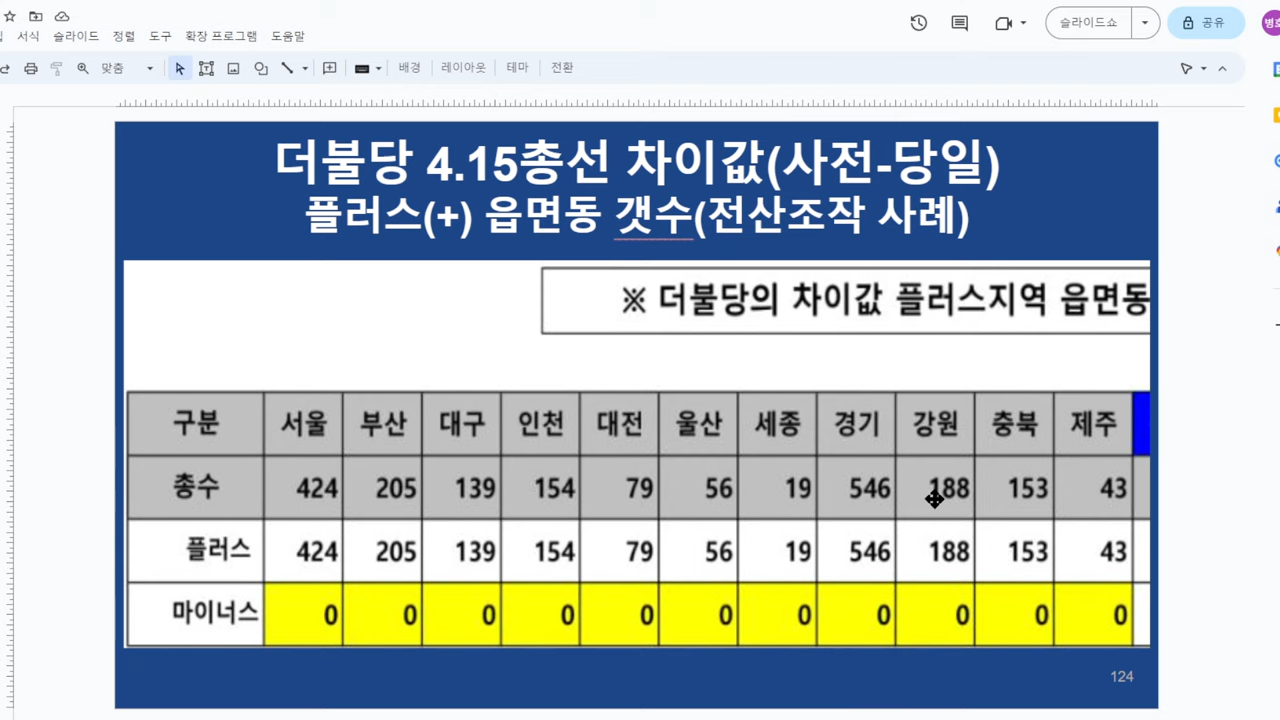 서식 슬라이드 정렬 도구 확장 프로그램 도움말
슬라이드쇼
공유
병호
맞춤
배경 레이아웃 테마 전환
더불당 4.15총선 차이값(사전-당일)
플러스(+) 읍면동 갯수(전산조작 사례)
※ 더불당의 차이값 플러스지역 읍면동
구분 서울 부산 대구 인천 대전 울산 세종 경기 강원 충북 제주
총수 424 205 139 154 79 56 19 546 188 153 43
플러스 424 205 139 154 79 56 19 546 188 153 43
마이너스 0 0 0 0 0 0 0 0 0 0 0
124